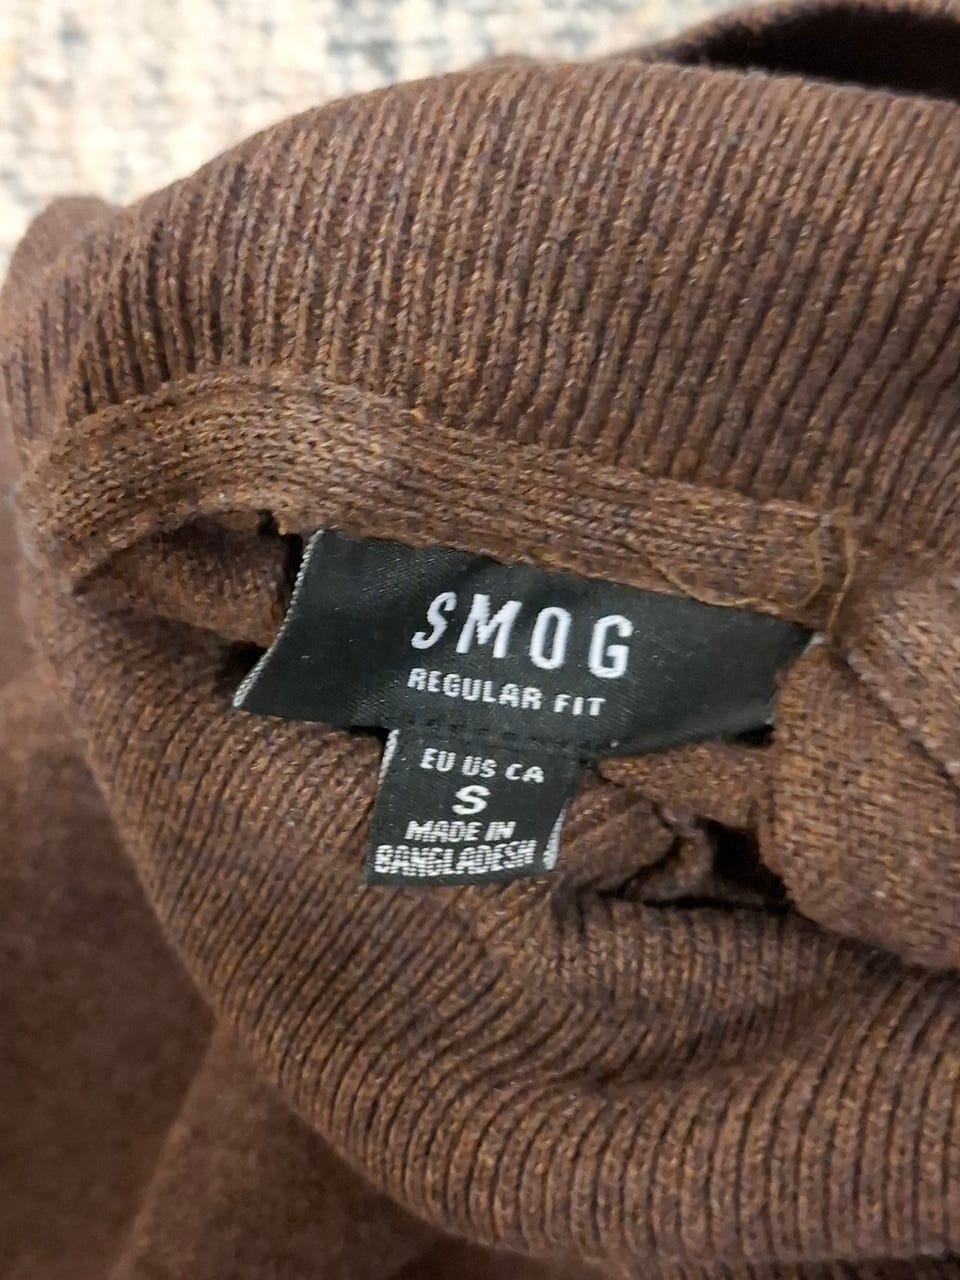 SMOG
REGULAR FIT
EU US CA
S
MADE IN
BANGLADESH